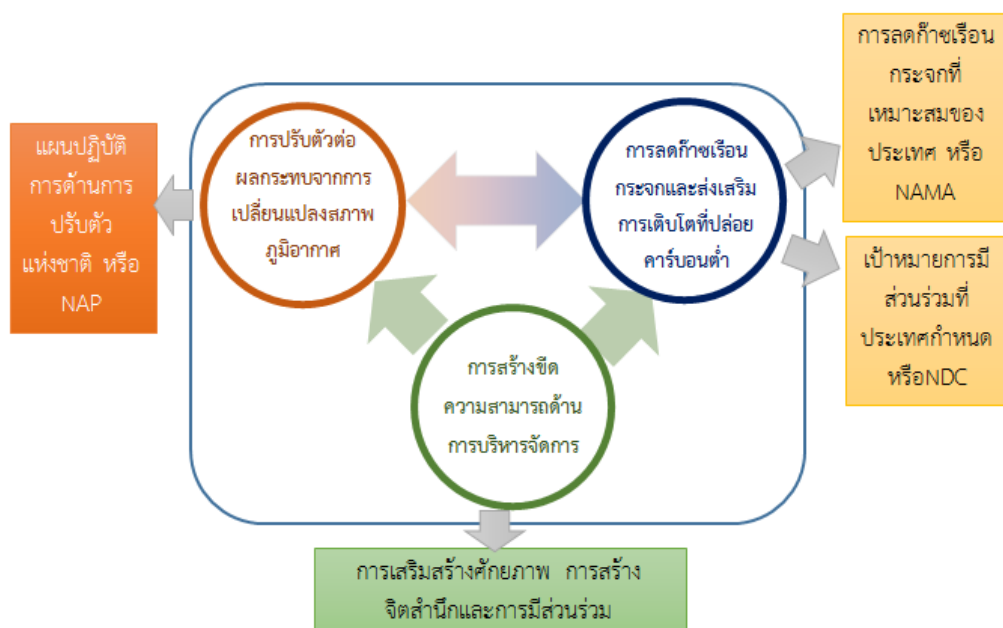 แผนปฏิบัติ
การด้านการ
ปรับตัว
แห่งชาติ หรือ
NAP
การปรับตัวต่อ
ผลกระทบจากการ
เปลี่ยนแปลงสภาพ
ภูมิอากาศ
การลดก๊าซเรือน
กระจกและส่งเสริม
การเติบโตที่ปล่อย
คาร์บอนต่ำ
การลดก๊าซเรือน
กระจกที่
เหมาะสมของ
ประเทศ หรือ
NAMA
เป้าหมายการมี
ส่วนร่วมที่
ประเทศกำหนด
หรือNDC
การสร้างขีด
ความสามารถด้าน
การบริหารจัดการ
การเสริมสร้างศักยภาพ การสร้าง
จิตสำนึกและการมีส่วนร่วม